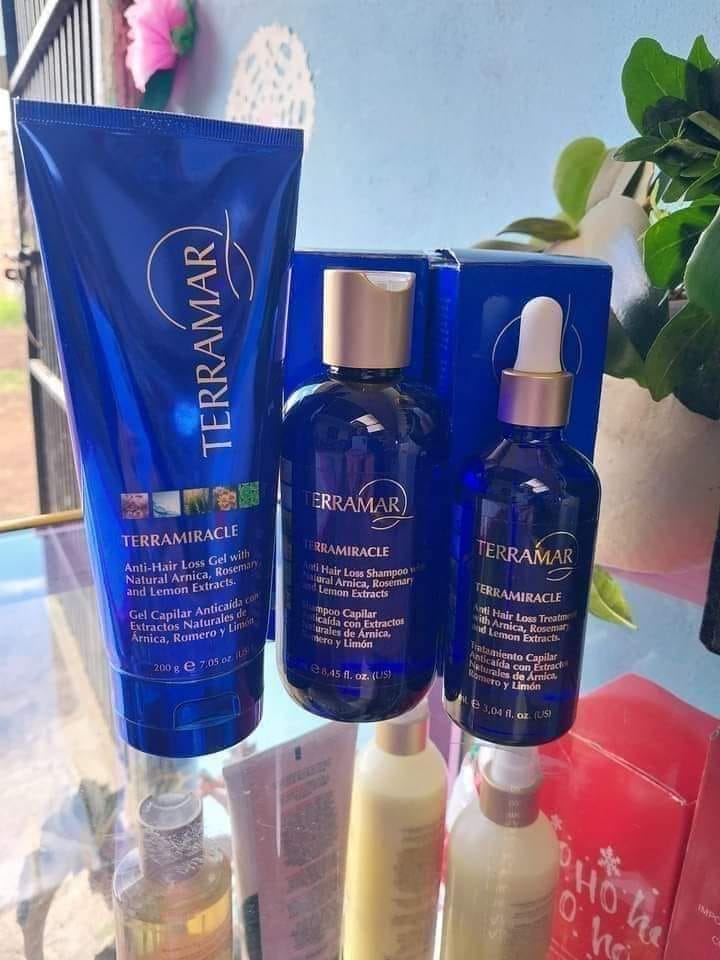 TERRAMAR
TERRAMIRACLE
Anti-Hair Loss Gel with
Natural Arnica, Rosemary,
and Lemon Extracts.
Gel Capilar Anticaída con
Extractos Naturales de
Árnica, Romero y Limón
200 g e 7.05 oz. (US)
TERRAMAR
TERRAMIRACLE
Anti Hair Loss Shampoo with
Natural Arnica, Rosemary
and Lemon Extracts
Shampoo Capilar
Anticaída con Extractos
Naturales de Árnica,
Romero y Limón
e 8,45 fl. oz. (US)
TERRAMAR
TERRAMIRACLE
Anti Hair Loss Treatment
with Arnica, Rosemary,
and Lemon Extracts.
Tratamiento Capilar
Anticaída con Extractos
Naturales de Árnica,
Romero y Limón
mL e 3,04 fl. oz. (US)
HO he